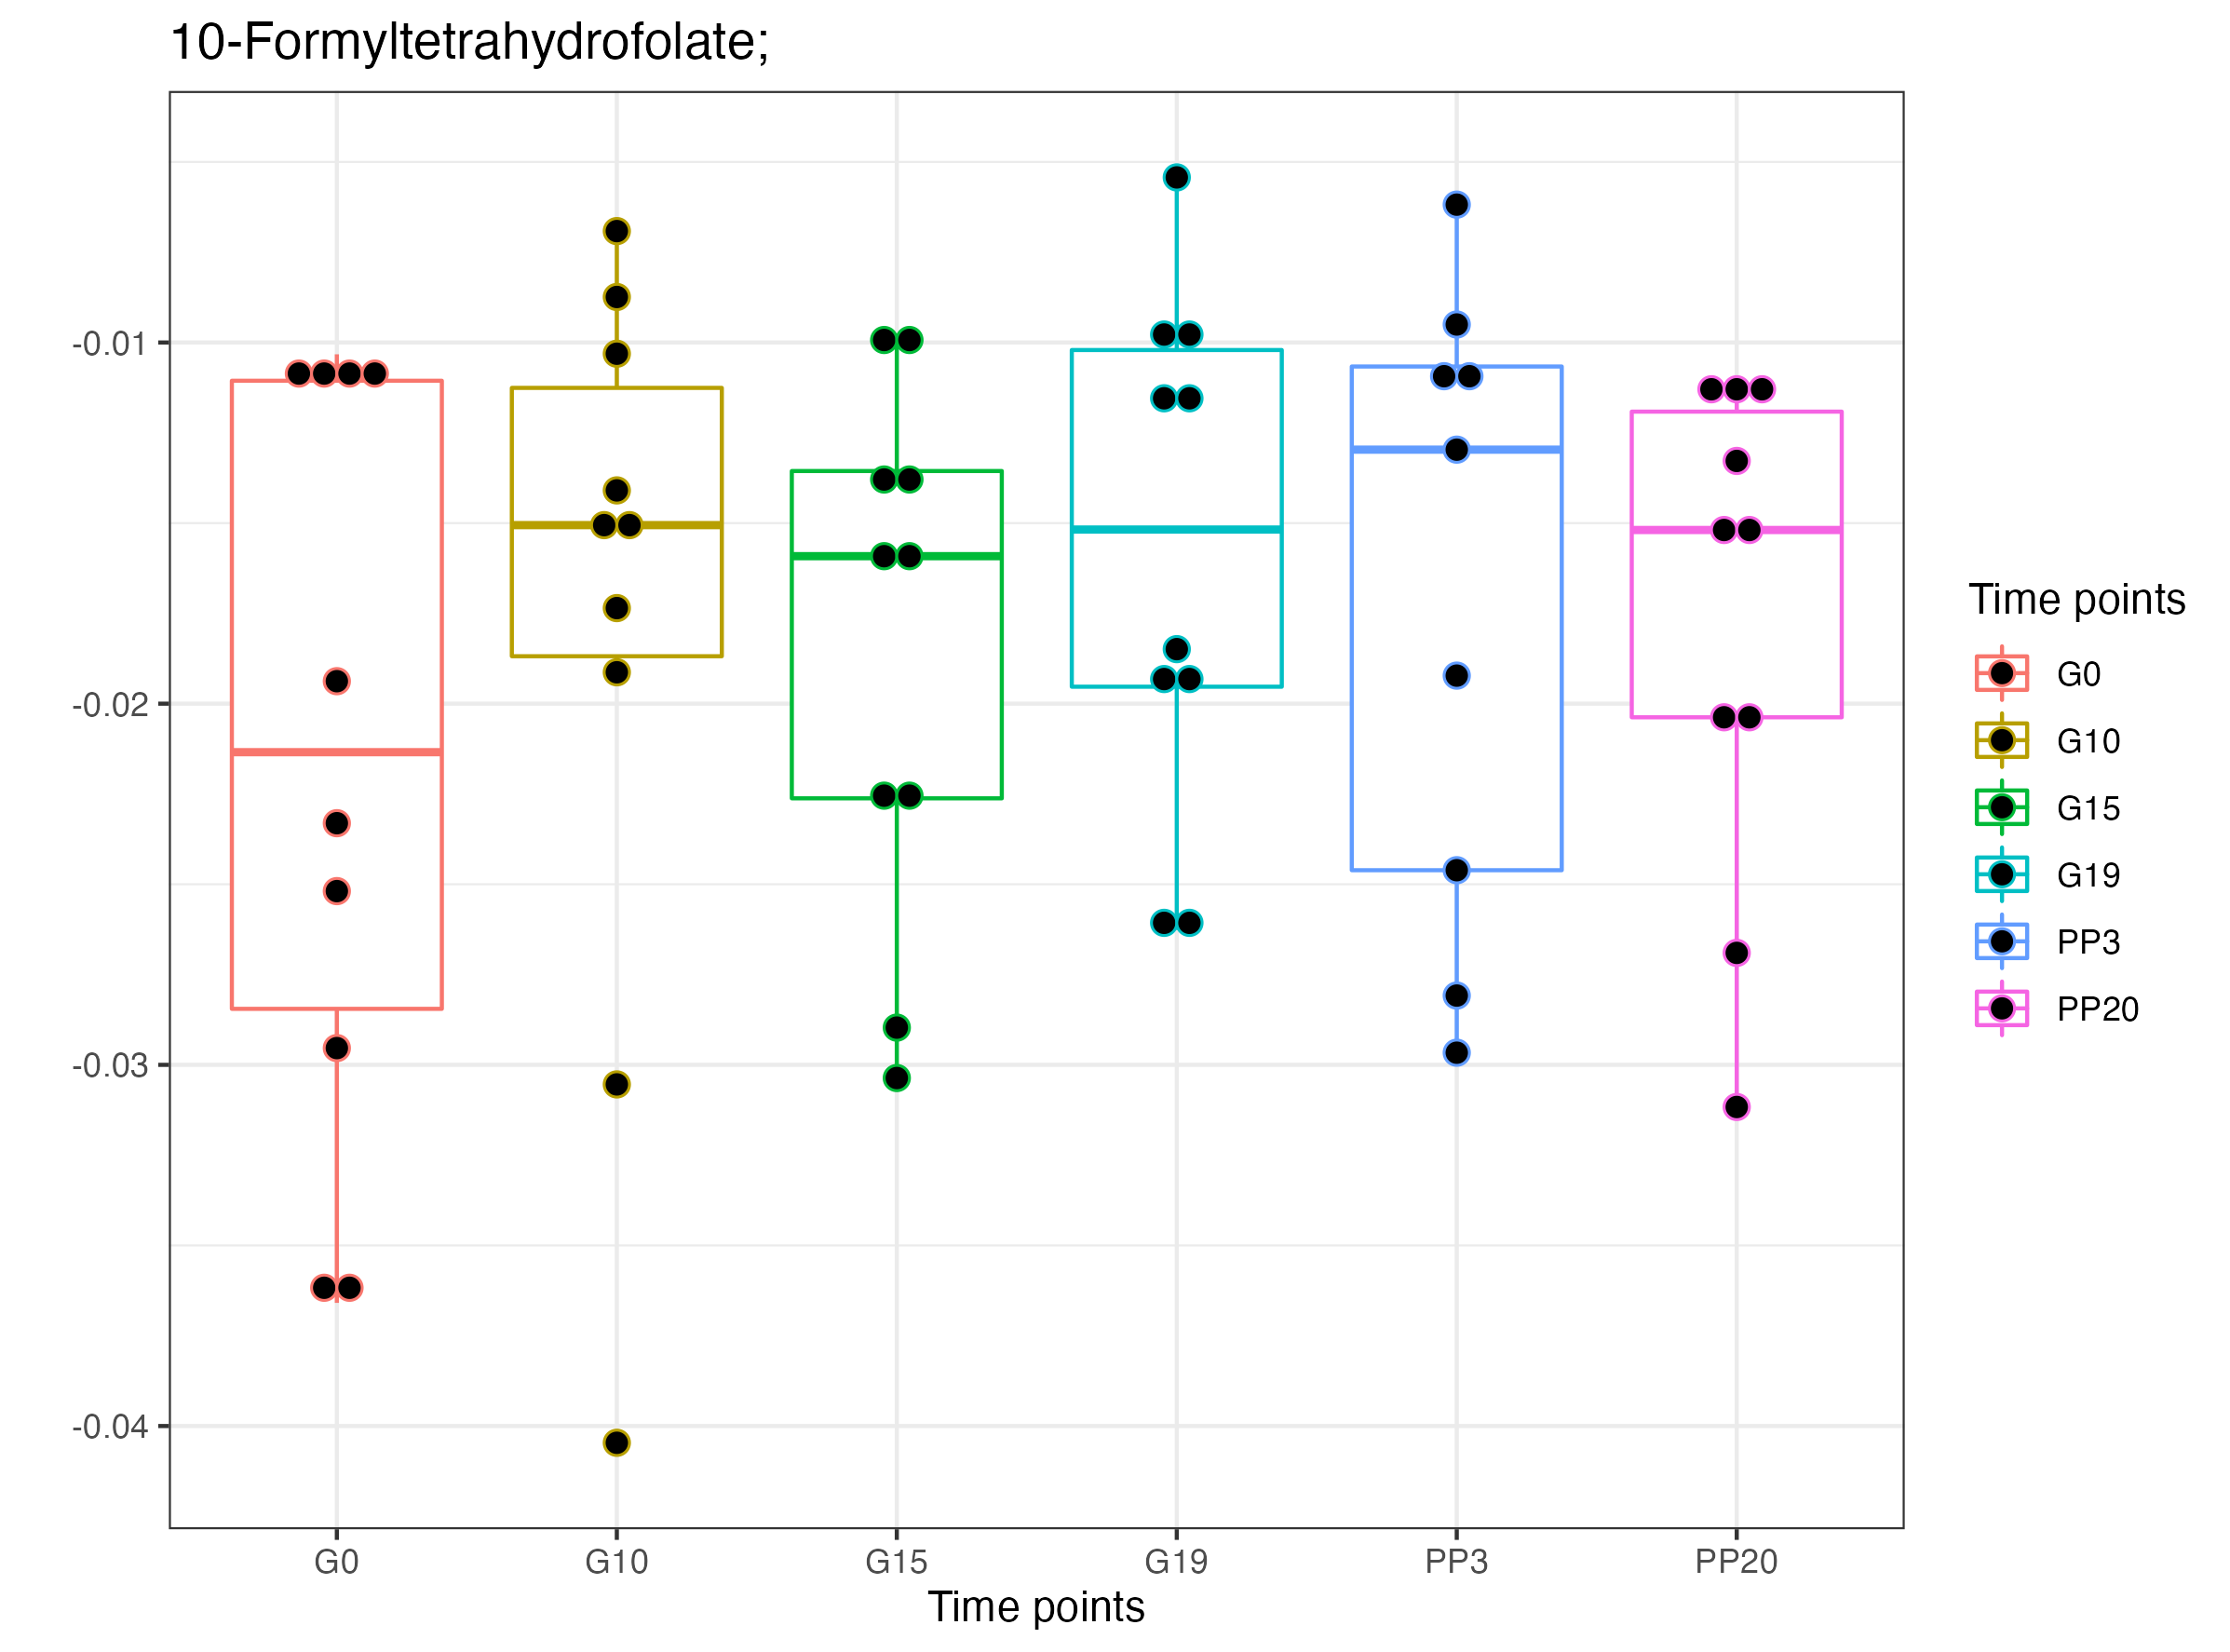 10-Formyltetrahydrofolate;
-0.01
-0.02
-0.03
-0.04
G0 G10 G15 G19 PP3 PP20
Time points
Time points
G0
G10
G15
G19
PP3
PP20